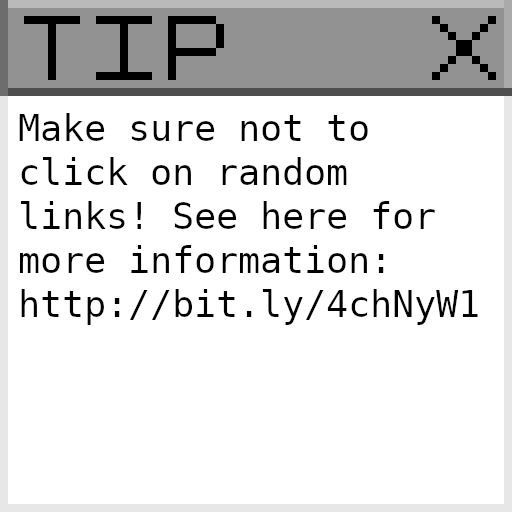 TIP
Make sure not to
click on random
links! See here for
more information:
http://bit.ly/4chNyW1